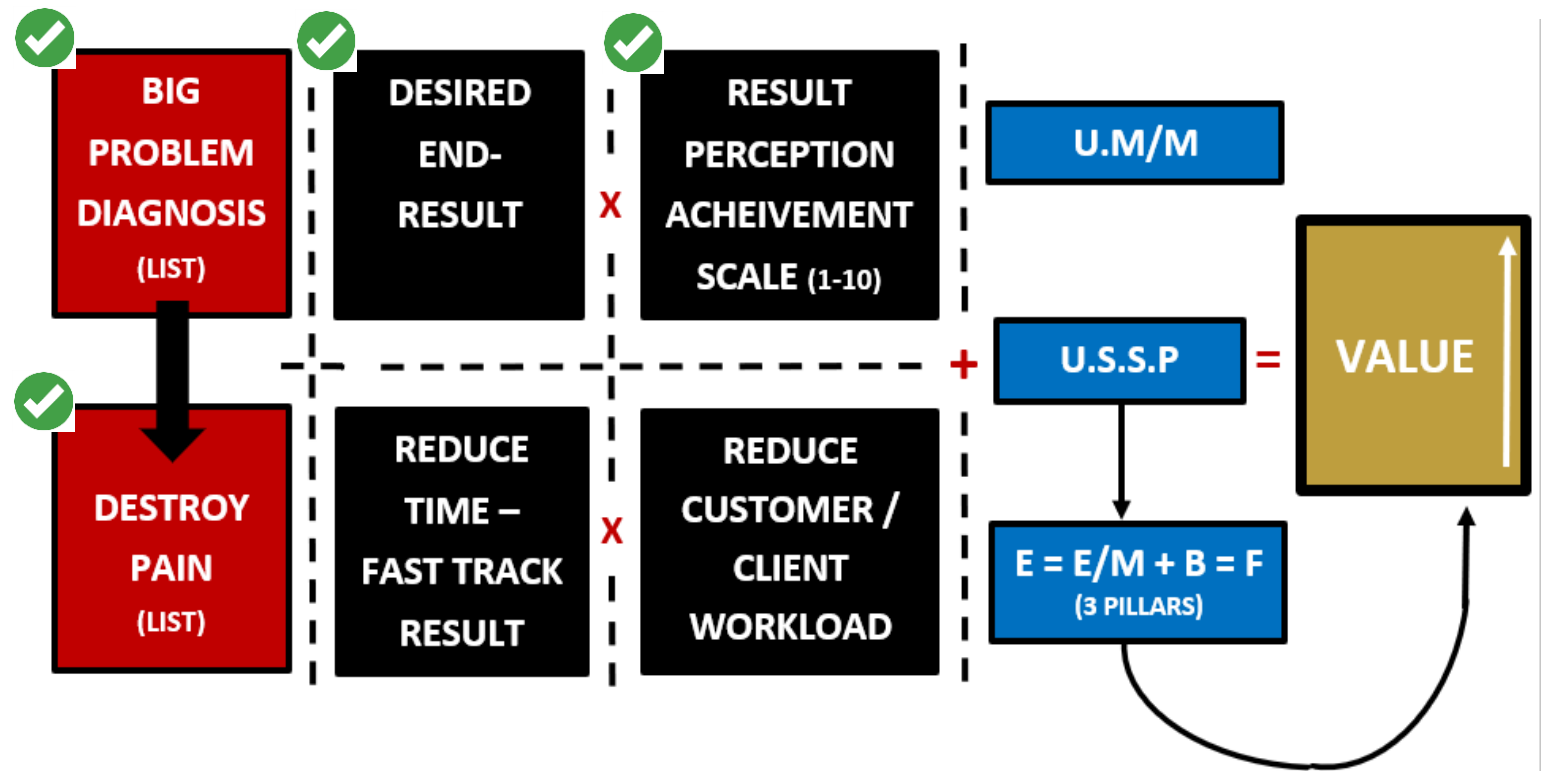 BIG
PROBLEM
DIAGNOSIS
(LIST)
DESTROY
PAIN
(LIST)
DESIRED
END-
RESULT
X
RESULT
PERCEPTION
ACHEIVEMENT
SCALE (1-10)
REDUCE
TIME –
FAST TRACK
RESULT
X
REDUCE
CUSTOMER /
CLIENT
WORKLOAD
+
U.M/M
U.S.S.P
E = E/M + B = F
(3 PILLARS)
=
VALUE